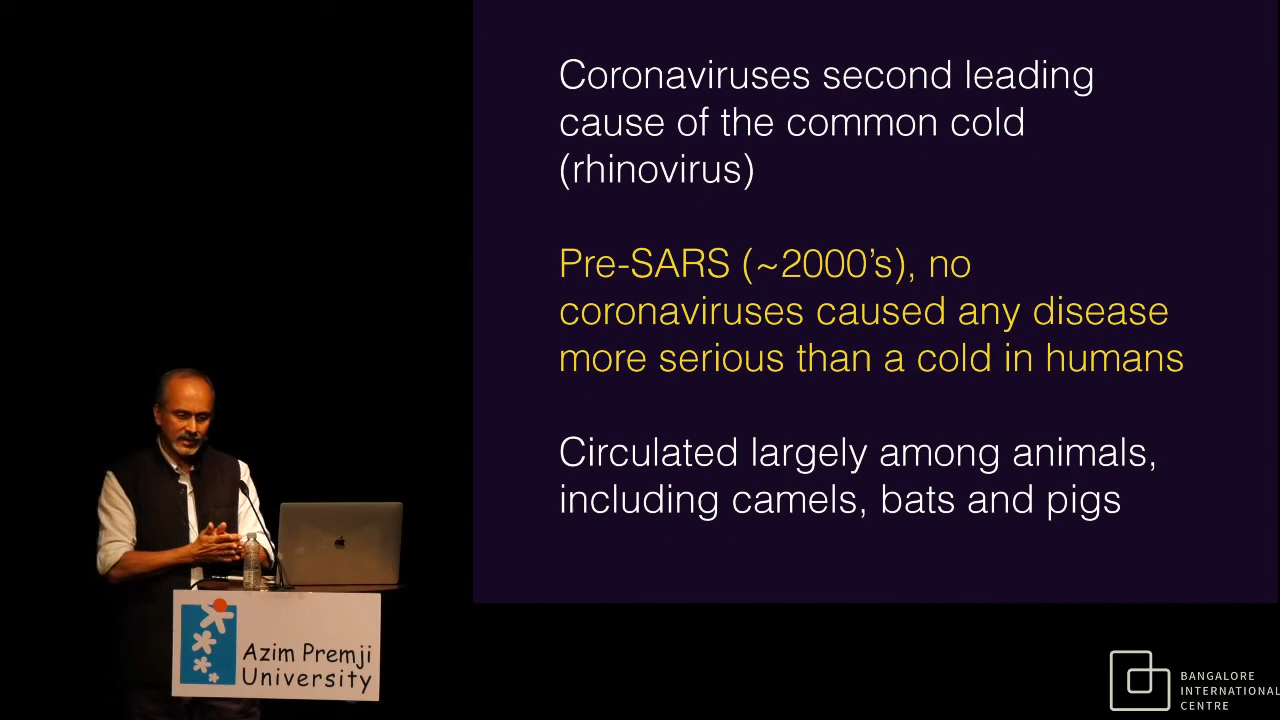 Coronaviruses second leading
cause of the common cold
(rhinovirus)
Pre-SARS (~2000's), no
coronaviruses caused any disease
more serious than a cold in humans
Circulated largely among animals,
including camels, bats and pigs
Azim Premji
University
BANGALORE
INTERNATIONAL
CENTRE